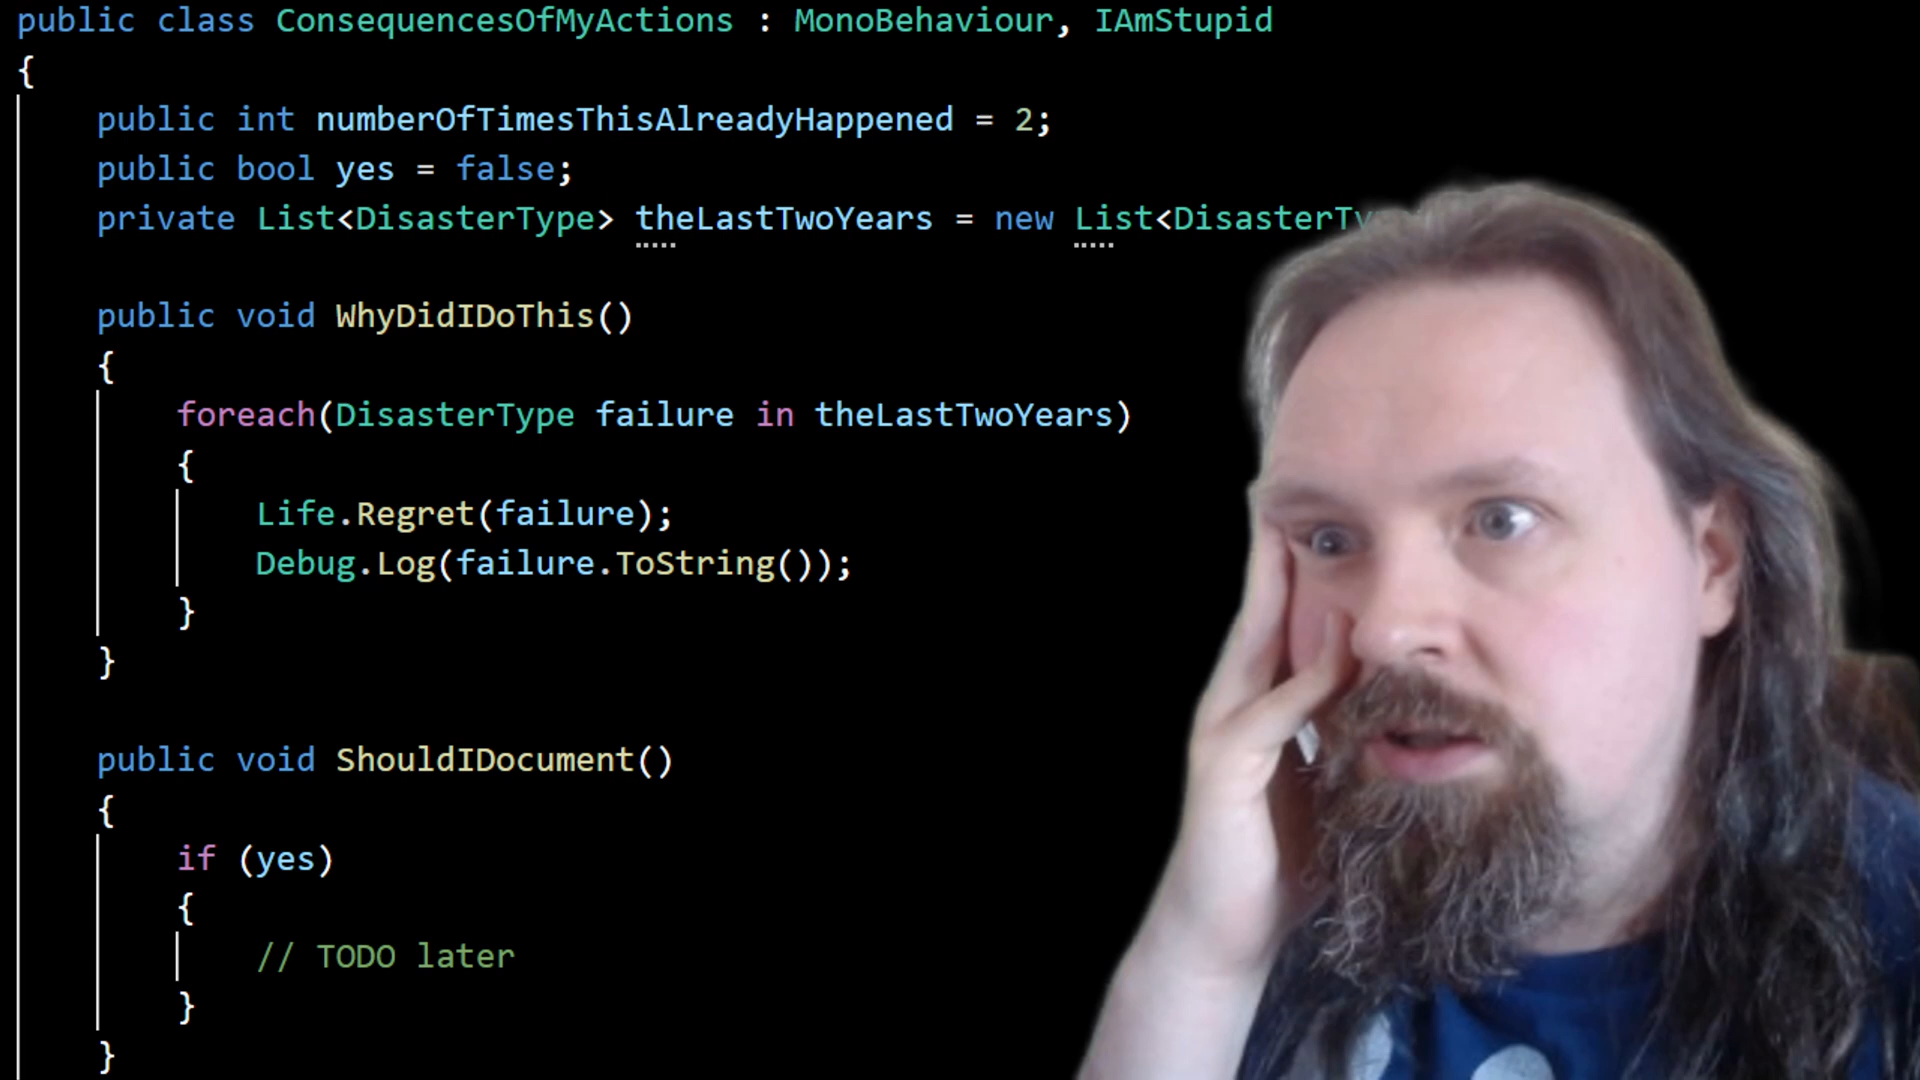 public class ConsequencesOfMyActions : MonoBehaviour, IAmStupid
{
public int numberOfTimesThisAlreadyHappened = 2;
public bool yes = false;
private List<DisasterType> theLastTwoYears = new List<DisasterTy
public void WhyDidIDoThis()
{
foreach(DisasterType failure in theLastTwoYears)
{
Life.Regret(failure);
Debug.Log(failure.ToString());
}
}
public void ShouldIDocument()
{
if (yes)
{
// TODO later
}
}